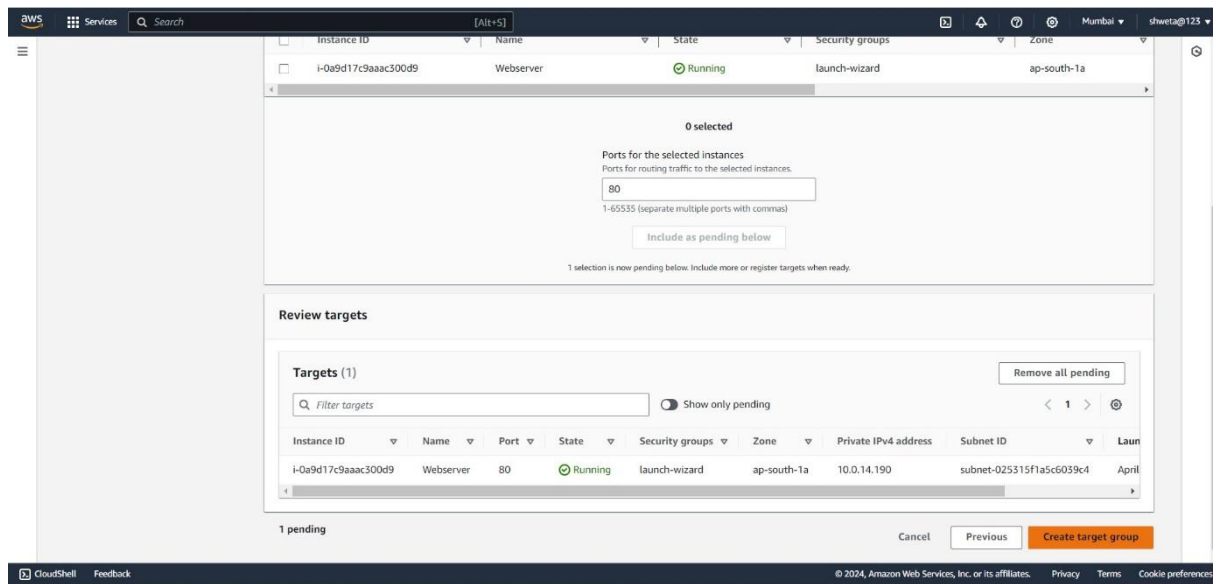 aws Services Search [Alt+S] Mumbai shweta@123
Instance ID Name State Security groups Zone
i-0a9d17c9aaac300d9 Webserver Running launch-wizard ap-south-1a
0 selected
Ports for the selected instances
Ports for routing traffic to the selected instances.
80
1-65535 (separate multiple ports with commas)
Include as pending below
1 selection is now pending below. Include more or register targets when ready.
Review targets
Targets (1) Remove all pending
Filter targets Show only pending 1
Instance ID Name Port State Security groups Zone Private IPv4 address Subnet ID Laun
i-0a9d17c9aaac300d9 Webserver 80 Running launch-wizard ap-south-1a 10.0.14.190 subnet-025315f1a5c6039c4 April
1 pending Cancel Previous Create target group
CloudShell Feedback © 2024, Amazon Web Services, Inc. or its affiliates. Privacy Terms Cookie preferences